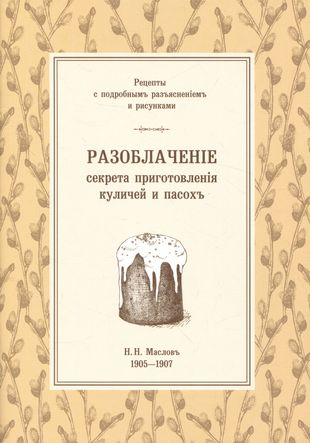 Рецепты
с подробнымъ разъясненіемъ
и рисунками
РАЗОБЛАЧЕНІЕ
секрета приготовленія
куличей и пасохъ
Н. Н. Масловъ
1905—1907